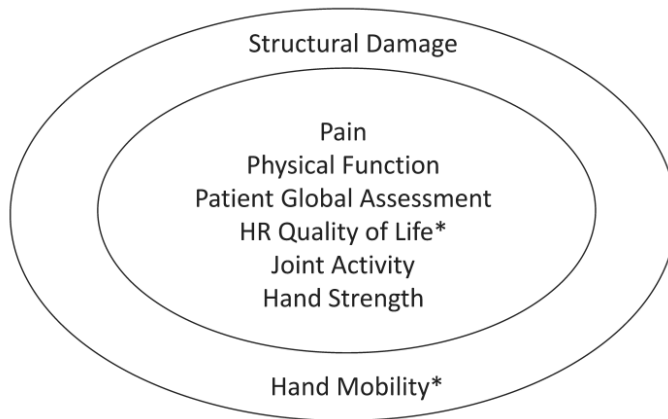 Structural Damage
Pain
Physical Function
Patient Global Assessment
HR Quality of Life*
Joint Activity
Hand Strength
Hand Mobility*